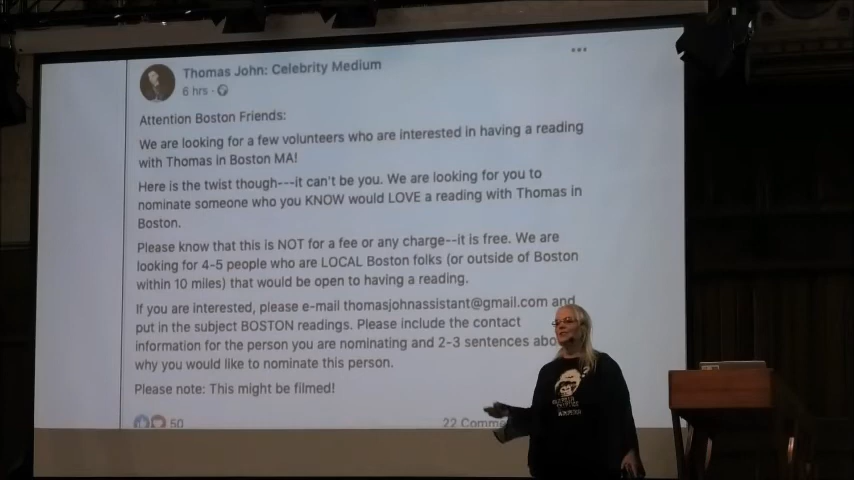 Thomas John: Celebrity Medium
6 hrs ·
Attention Boston Friends:
We are looking for a few volunteers who are interested in having a reading
with Thomas in Boston MA!
Here is the twist though---it can't be you. We are looking for you to
nominate someone who you KNOW would LOVE a reading with Thomas in
Boston.
Please know that this is NOT for a fee or any charge--it is free. We are
looking for 4-5 people who are LOCAL Boston folks (or outside of Boston
within 10 miles) that would be open to having a reading.
If you are interested, please e-mail thomasjohnassistant@gmail.com and
put in the subject BOSTON readings. Please include the contact
information for the person you are nominating and 2-3 sentences abo
why you would like to nominate this person.
Please note: This might be filmed!
50
22 Comme